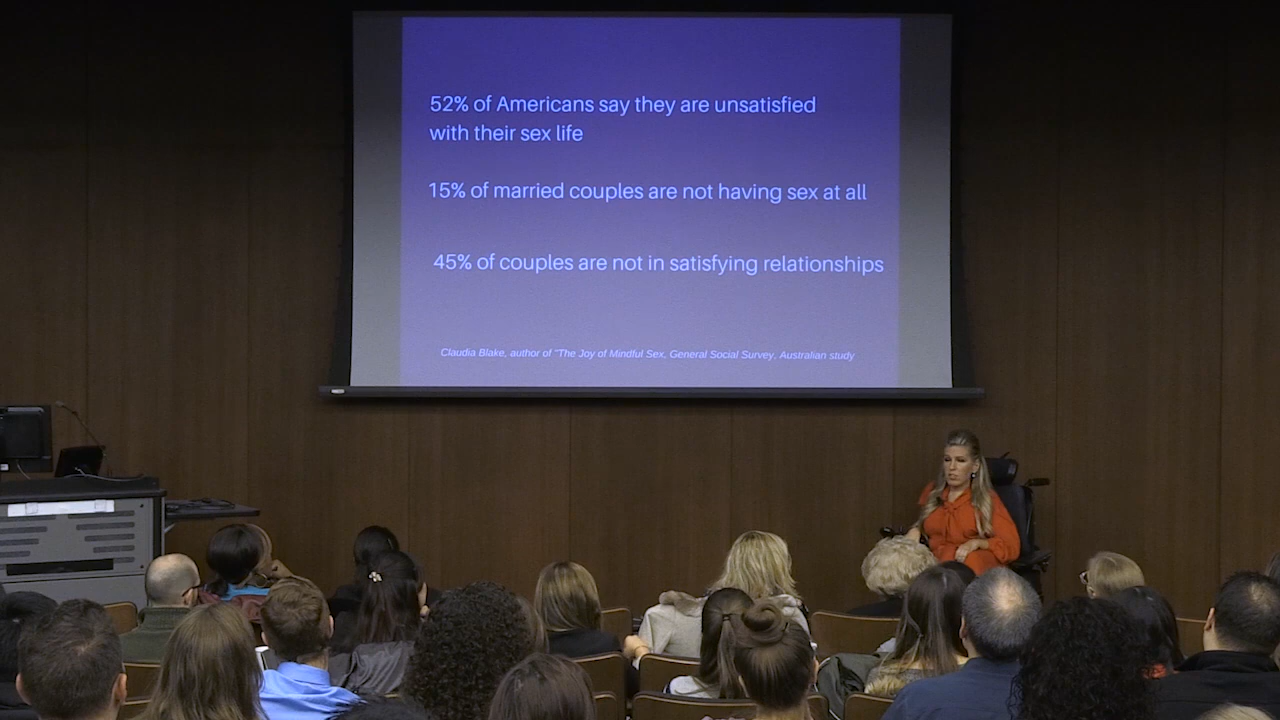 52% of Americans say they are unsatisfied
with their sex life
15% of married couples are not having sex at all
45% of couples are not in satisfying relationships
Claudia Blake, author of "The Joy of Mindful Sex, General Social Survey, Australian study